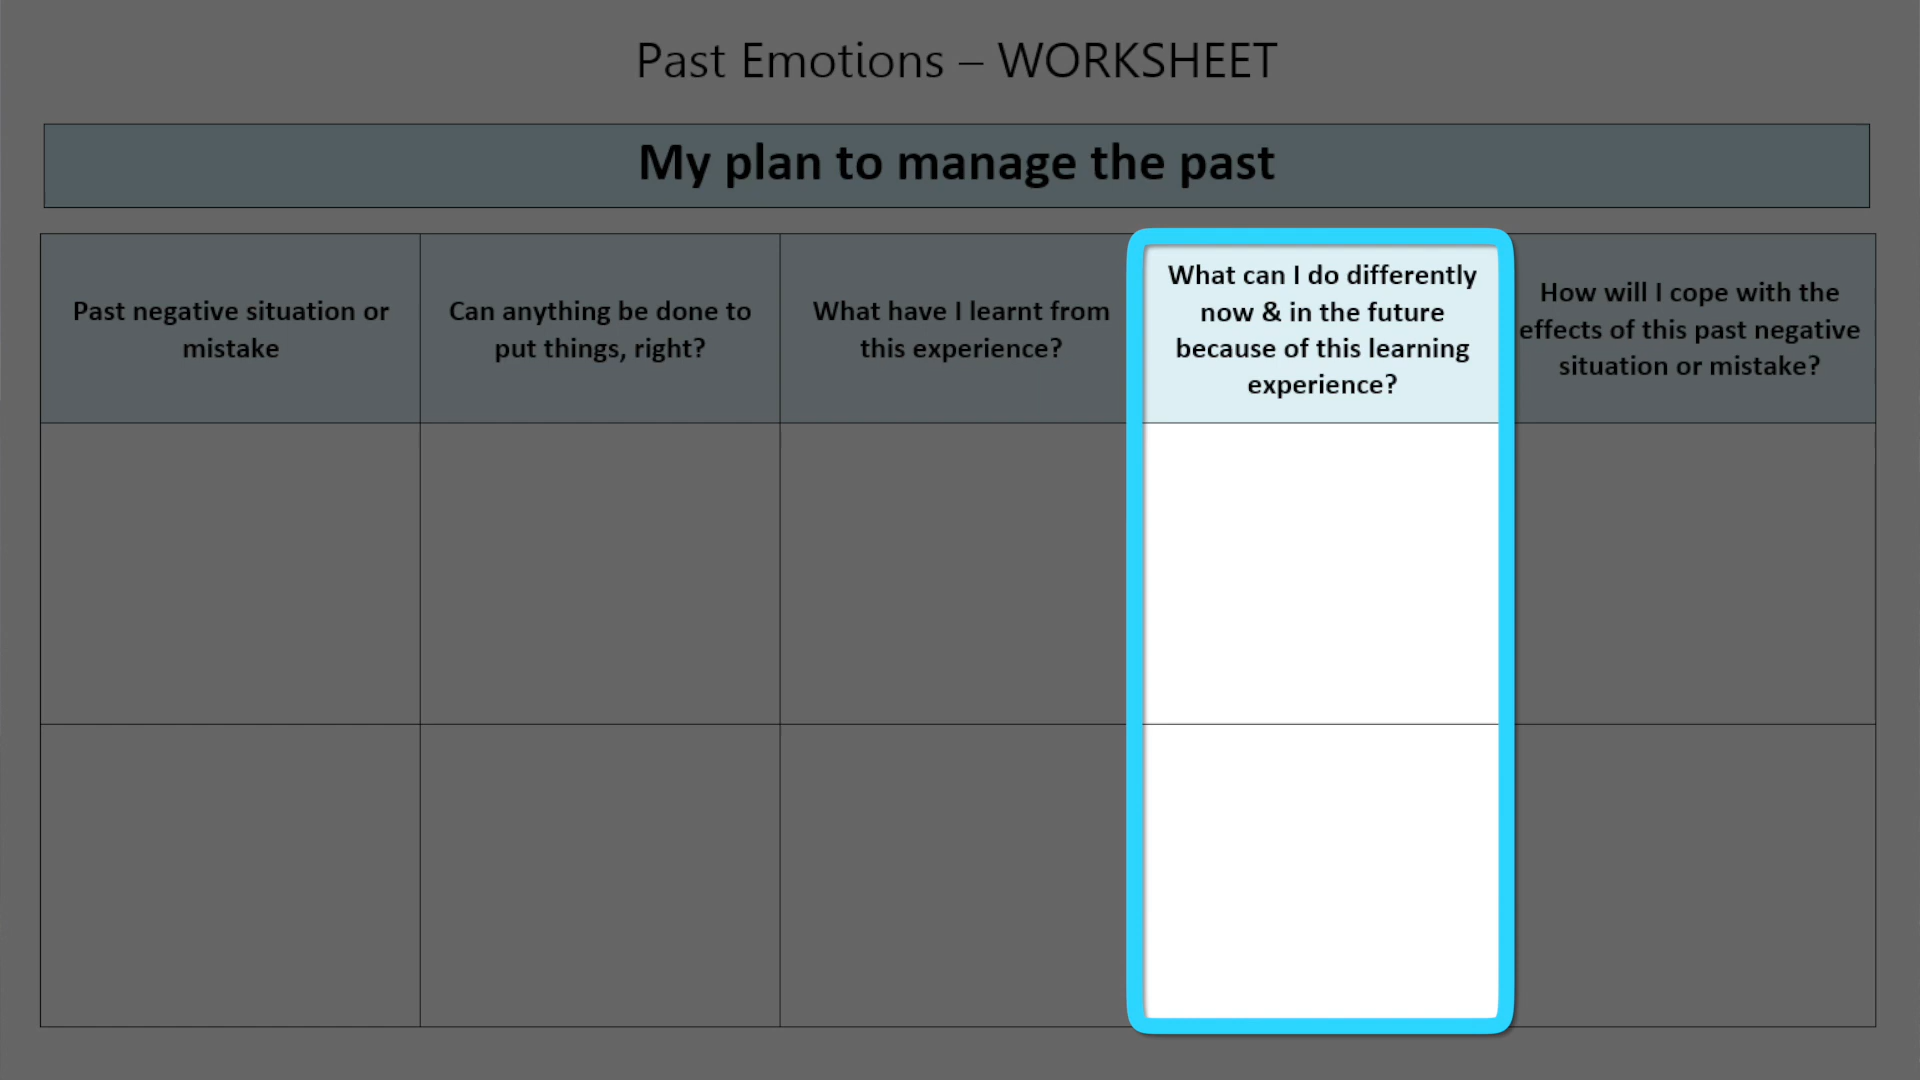 Past Emotions – WORKSHEET
My plan to manage the past
Past negative situation or
mistake
Can anything be done to
put things, right?
What have I learnt from
this experience?
What can I do differently
now & in the future
because of this learning
experience?
How will I cope with the
effects of this past negative
situation or mistake?